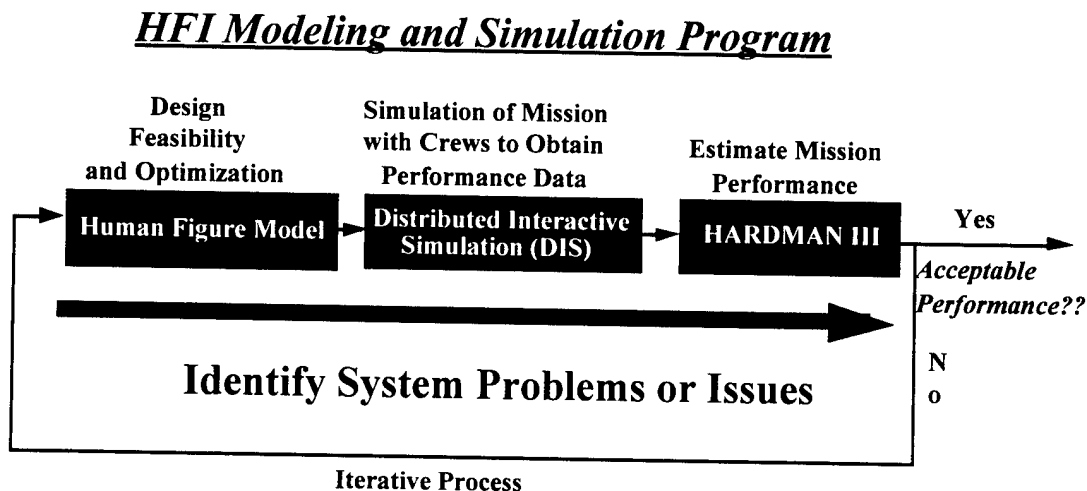 HFI Modeling and Simulation Program
Design
Feasibility
and Optimization
Human Figure Model
Simulation of Mission
with Crews to Obtain
Performance Data
Distributed Interactive
Simulation (DIS)
Estimate Mission
Performance
HARDMAN III
Yes
Acceptable
Performance??
N
o
Identify System Problems or Issues
Iterative Process